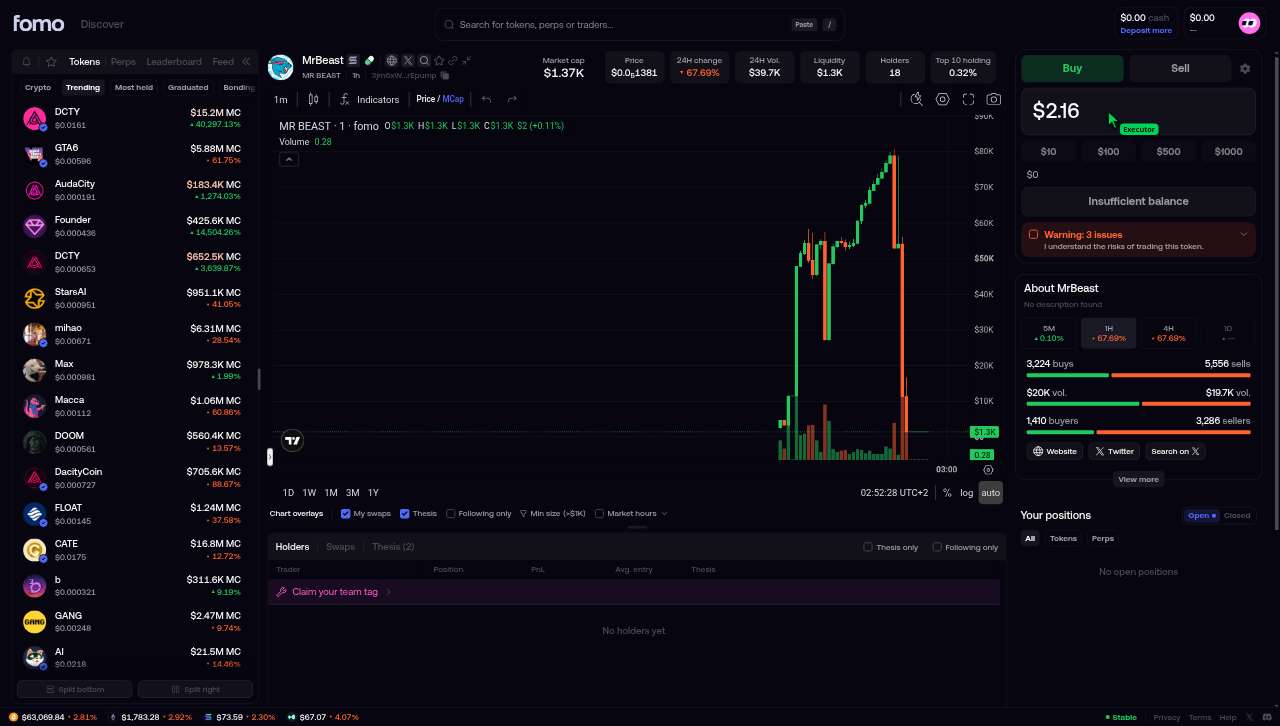 fomo
Discover
Search for tokens, perps or traders...
Paste
/
$0.00 cash
Deposit more
$0.00
—
Tokens Perps Leaderboard Feed
Crypto Trending Most held Graduated Bonding
DCTY $15.2M MC
$0.0161 40,297.13%
GTA6 $5.88M MC
$0.00596 61.75%
AudaCity $183.4K MC
$0.000191 1,274.03%
Founder $425.6K MC
$0.000436 14,504.26%
DCTY $652.5K MC
$0.000653 3,639.87%
StarsAI $951.1K MC
$0.000951 41.05%
mihao $6.31M MC
$0.00671 28.54%
Max $978.3K MC
$0.000981 1.99%
Macca $1.06M MC
$0.00112 60.86%
DOOM $560.4K MC
$0.000561 13.57%
DacityCoin $705.6K MC
$0.000727 88.67%
FLOAT $1.24M MC
$0.00145 37.58%
CATE $16.8M MC
$0.0175 12.72%
b $311.6K MC
$0.000321 9.19%
GANG
GANG $2.47M MC
$0.00248 9.74%
AI $21.5M MC
$0.0218 14.46%
Split bottom Split right
MrBeast
MR BEAST 1h 3jm6xW...rEpump
Market cap
$1.37K
Price
$0.0₅1381
24H change
67.69%
24H Vol.
$39.7K
Liquidity
$1.3K
Holders
18
Top 10 holding
0.32%
1m Indicators Price / MCap
MR BEAST · 1 · fomo O$1.3K H$1.3K L$1.3K C$1.3K $2 (+0.11%)
Volume 0.28
$90K
$80K
$70K
$60K
$50K
$40K
$30K
$20K
$10K
$1.3K
0.28
03:00
1D 1W 1M 3M 1Y
02:52:28 UTC+2 % log auto
Chart overlays My swaps Thesis Following only Min size (>$1K) Market hours
Holders Swaps Thesis (2) Thesis only Following only
Trader Position PnL Avg. entry Thesis
Claim your team tag
No holders yet
Buy Sell
$2.16
Executor
$10 $100 $500 $1000
$0
Insufficient balance
Warning: 3 issues
I understand the risks of trading this token.
About MrBeast
No description found
5M 1H 4H 1D
0.10% 67.69% 67.69% —
3,224 buys 5,556 sells
$20K vol. $19.7K vol.
1,410 buyers 3,286 sellers
Website Twitter Search on X
View more
Your positions Open Closed
All Tokens Perps
No open positions
$63,069.84 2.81% $1,783.28 2.92% $73.59 2.30% $67.07 4.07%
Stable Privacy Terms Help